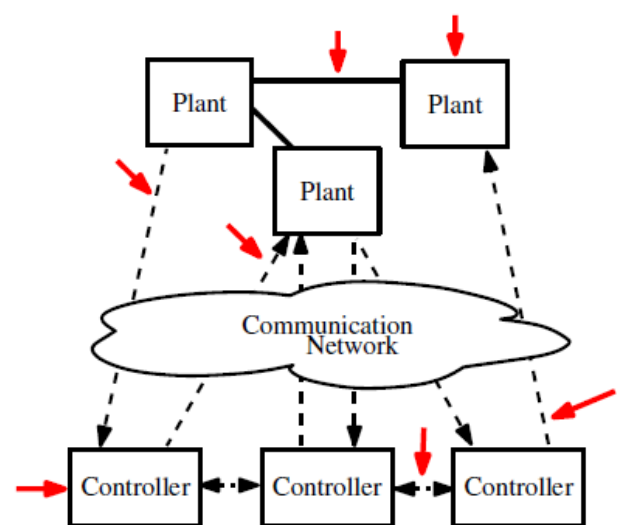 Plant
Plant
Plant
Communication
Network
Controller
Controller
Controller